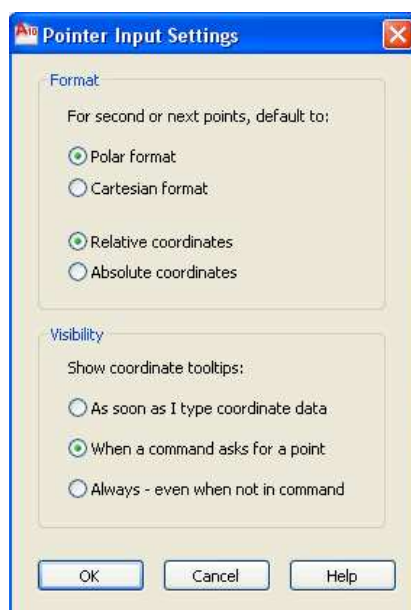 A10 Pointer Input Settings
Format
For second or next points, default to:
Polar format
Cartesian format
Relative coordinates
Absolute coordinates
Visibility
Show coordinate tooltips:
As soon as I type coordinate data
When a command asks for a point
Always - even when not in command
OK Cancel Help